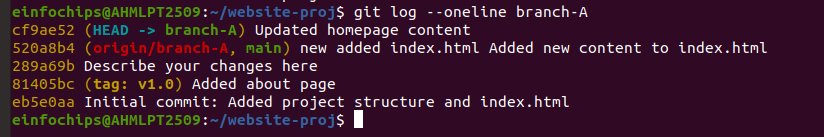 einfochips@AHMLPT2509:~/website-proj$ git log --oneline branch-A
cf9ae52 (HEAD -> branch-A) Updated homepage content
520a8b4 (origin/branch-A, main) new added index.html Added new content to index.html
289a69b Describe your changes here
81405bc (tag: v1.0) Added about page
eb5e0aa Initial commit: Added project structure and index.html
einfochips@AHMLPT2509:~/website-proj$